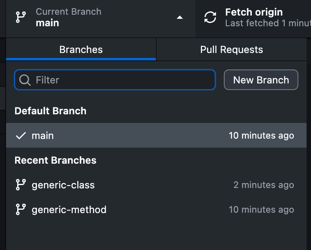 Current Branch
main
Fetch origin
Last fetched 1 minu
Branches
Pull Requests
Filter
New Branch
Default Branch
main
10 minutes ago
Recent Branches
generic-class
2 minutes ago
generic-method
10 minutes ago